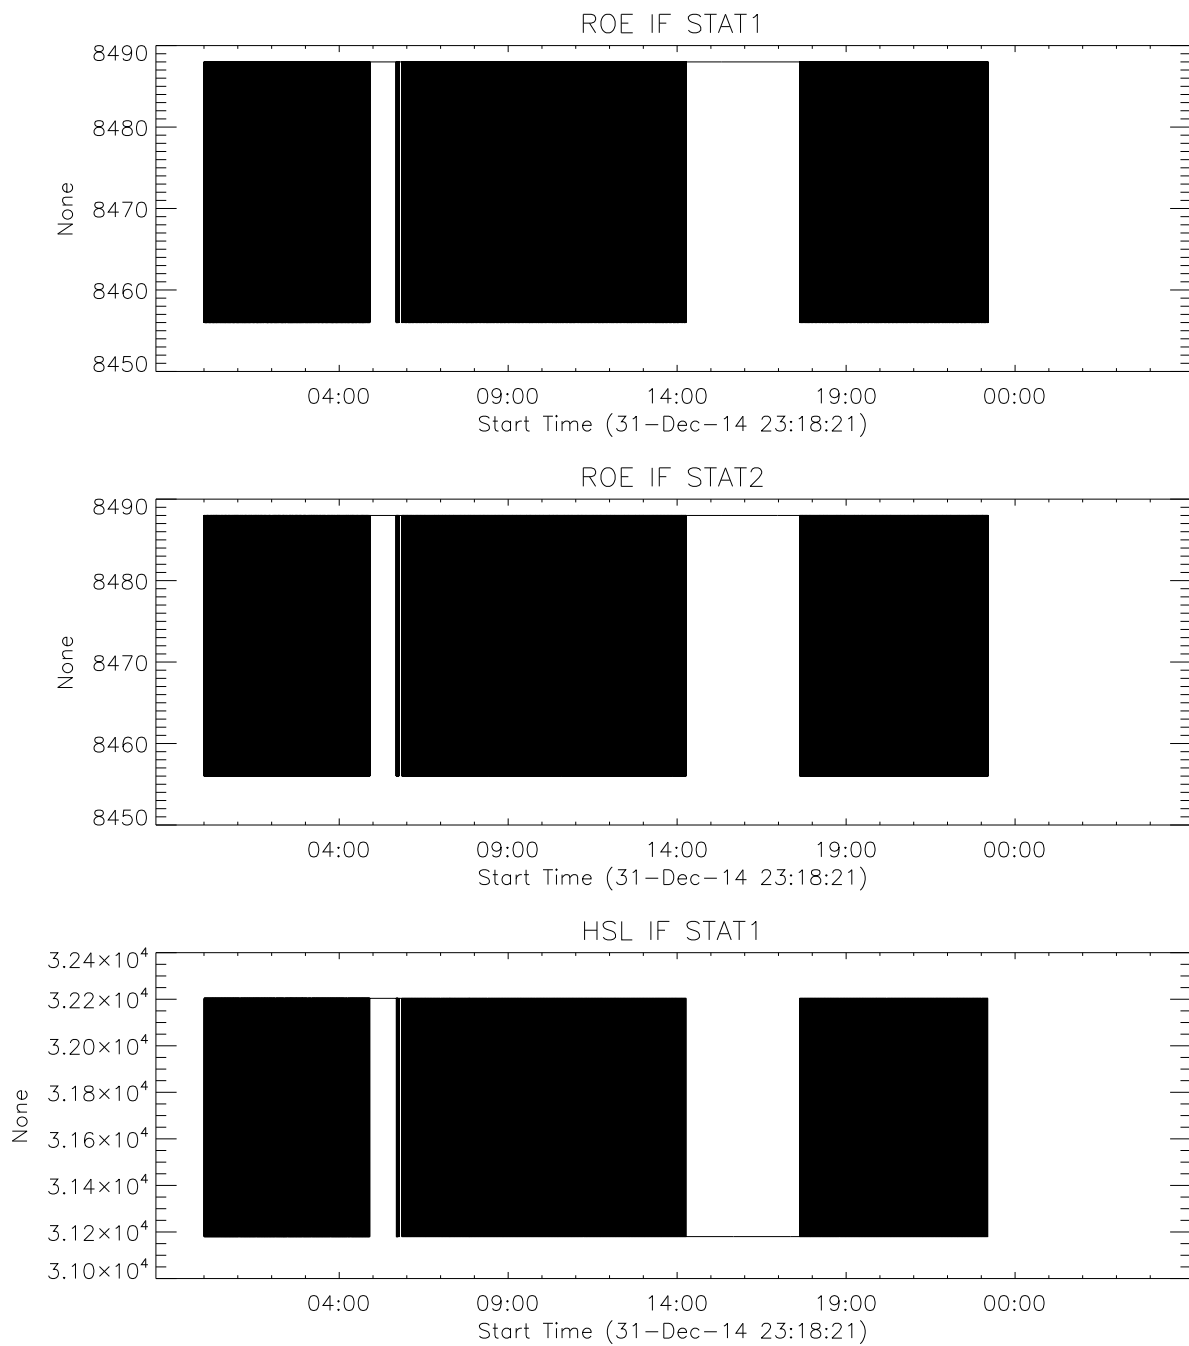 ROE IF STAT1
8490
8480
8470
8460
8450
None
04:00 09:00 14:00 19:00 00:00
Start Time (31-Dec-14 23:18:21)
ROE IF STAT2
8490
8480
8470
8460
8450
None
04:00 09:00 14:00 19:00 00:00
Start Time (31-Dec-14 23:18:21)
HSL IF STAT1
3.24×10⁴
3.22×10⁴
3.20×10⁴
3.18×10⁴
3.16×10⁴
3.14×10⁴
3.12×10⁴
3.10×10⁴
None
04:00 09:00 14:00 19:00 00:00
Start Time (31-Dec-14 23:18:21)